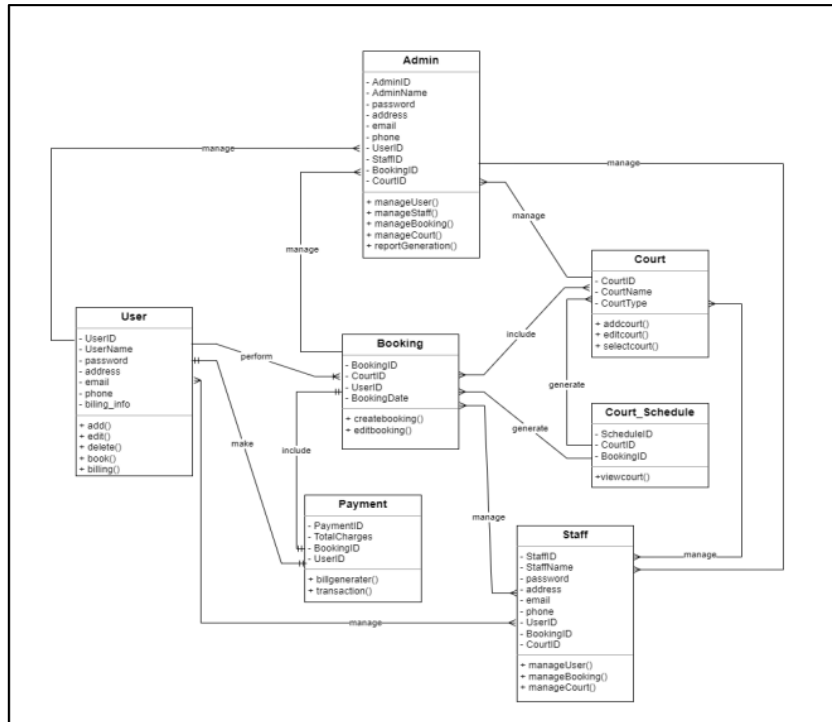 Admin
- AdminID
- AdminName
- password
- address
- email
- phone
- UserID
- StaffID
- BookingID
- CourtID
+ manageUser()
+ manageStaff()
+ manageBooking()
+ manageCourt()
+ reportGeneration()
manage
manage
manage
manage
Court
- CourtID
- CourtName
- CourtType
+ addcourt()
+ editcourt()
+ selectcourt()
User
- UserID
- UserName
- password
- address
- email
- phone
- biling_info
+ add()
+ edit()
+ delete()
+ book()
+ billing()
perform
include
Booking
- BookingID
- CourtID
- UserID
- BookingDate
+ createbooking()
+ editbooking()
generate
generate
Court_Schedule
- ScheduleID
- CourtID
- BookingID
+viewcourt()
make
include
Payment
- PaymentID
- TotalCharges
- BookingID
- UserID
+ billgenerater()
+ transaction()
manage
manage
manage
Staff
- StaffID
- StaffName
- password
- address
- email
- phone
- UserID
- BookingID
- CourtID
+ manageUser()
+ manageBooking()
+ manageCourt()